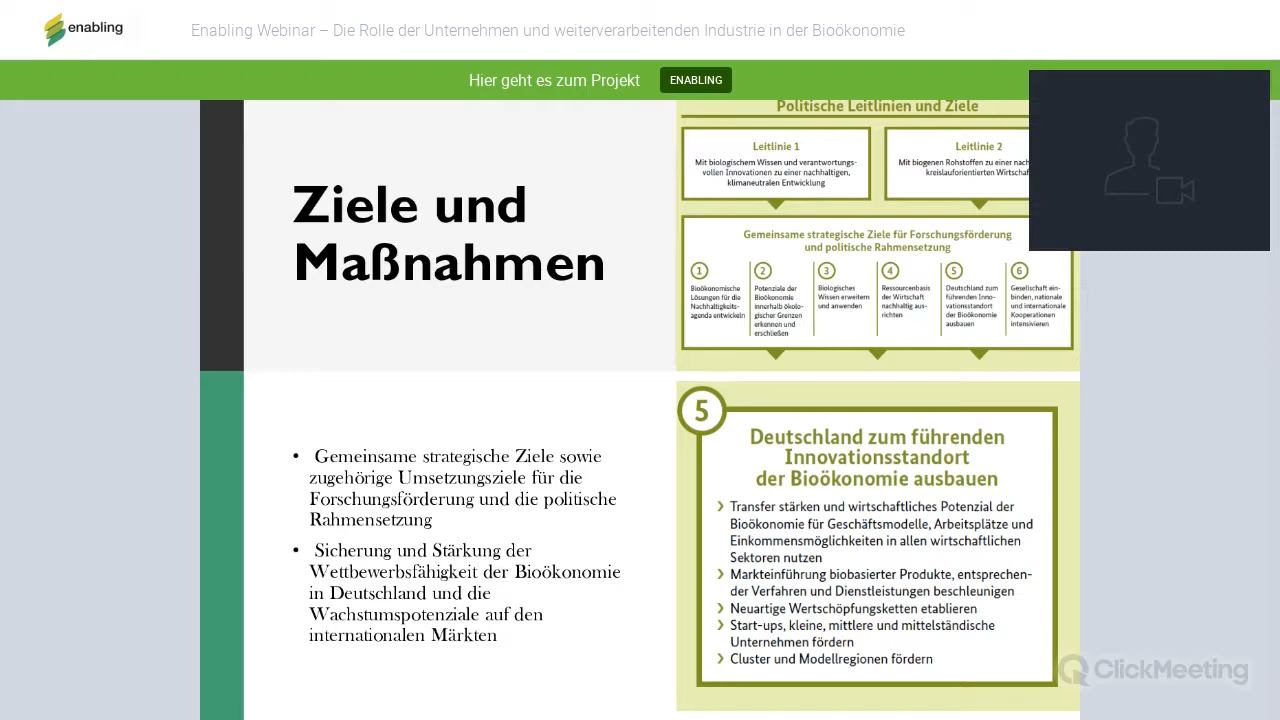 enabling
Enabling Webinar – Die Rolle der Unternehmen und weiterverarbeitenden Industrie in der Bioökonomie
Hier geht es zum Projekt
ENABLING
Ziele und
Maßnahmen
Politische Leitlinien und Ziele
Leitlinie 1
Mit biologischem Wissen und verantwortungs-
vollen Innovationen zu einer nachhaltigen,
klimaneutralen Entwicklung
Leitlinie 2
Mit biogenen Rohstoffen zu einer
kreislauforientierten
Gemeinsame strategische Ziele für Forschungsförderung
und politische Rahmensetzung
1
Bioökonomische
Lösungen für die
Nachhaltigkeits-
agenda entwickeln
2
Potenziale der
Bioökonomie
innerhalb ökolo-
gischer Grenzen
erkennen und
erschließen
3
Biologisches
Wissen erweitern
und anwenden
4
Ressourcenbasis
der Wirtschaft
nachhaltig aus-
richten
5
Deutschland zum
führenden Inno-
vationsstandort
der Bioökonomie
ausbauen
6
Gesellschaft ein-
binden, nationale
und internationale
Kooperationen
intensivieren
• Gemeinsame strategische Ziele sowie
zugehörige Umsetzungsziele für die
Forschungsförderung und die politische
Rahmensetzung
• Sicherung und Stärkung der
Wettbewerbsfähigkeit der Bioökonomie
in Deutschland und die
Wachstumspotenziale auf den
internationalen Märkten
5
Deutschland zum führenden
Innovationsstandort
der Bioökonomie ausbauen
Transfer stärken und wirtschaftliches Potenzial der
Bioökonomie für Geschäftsmodelle, Arbeitsplätze und
Einkommensmöglichkeiten in allen wirtschaftlichen
Sektoren nutzen
Markteinführung biobasierter Produkte, entsprechen-
der Verfahren und Dienstleistungen beschleunigen
Neuartige Wertschöpfungsketten etablieren
Start-ups, kleine, mittlere und mittelständische
Unternehmen fördern
Cluster und Modellregionen fördern
ClickMeeting